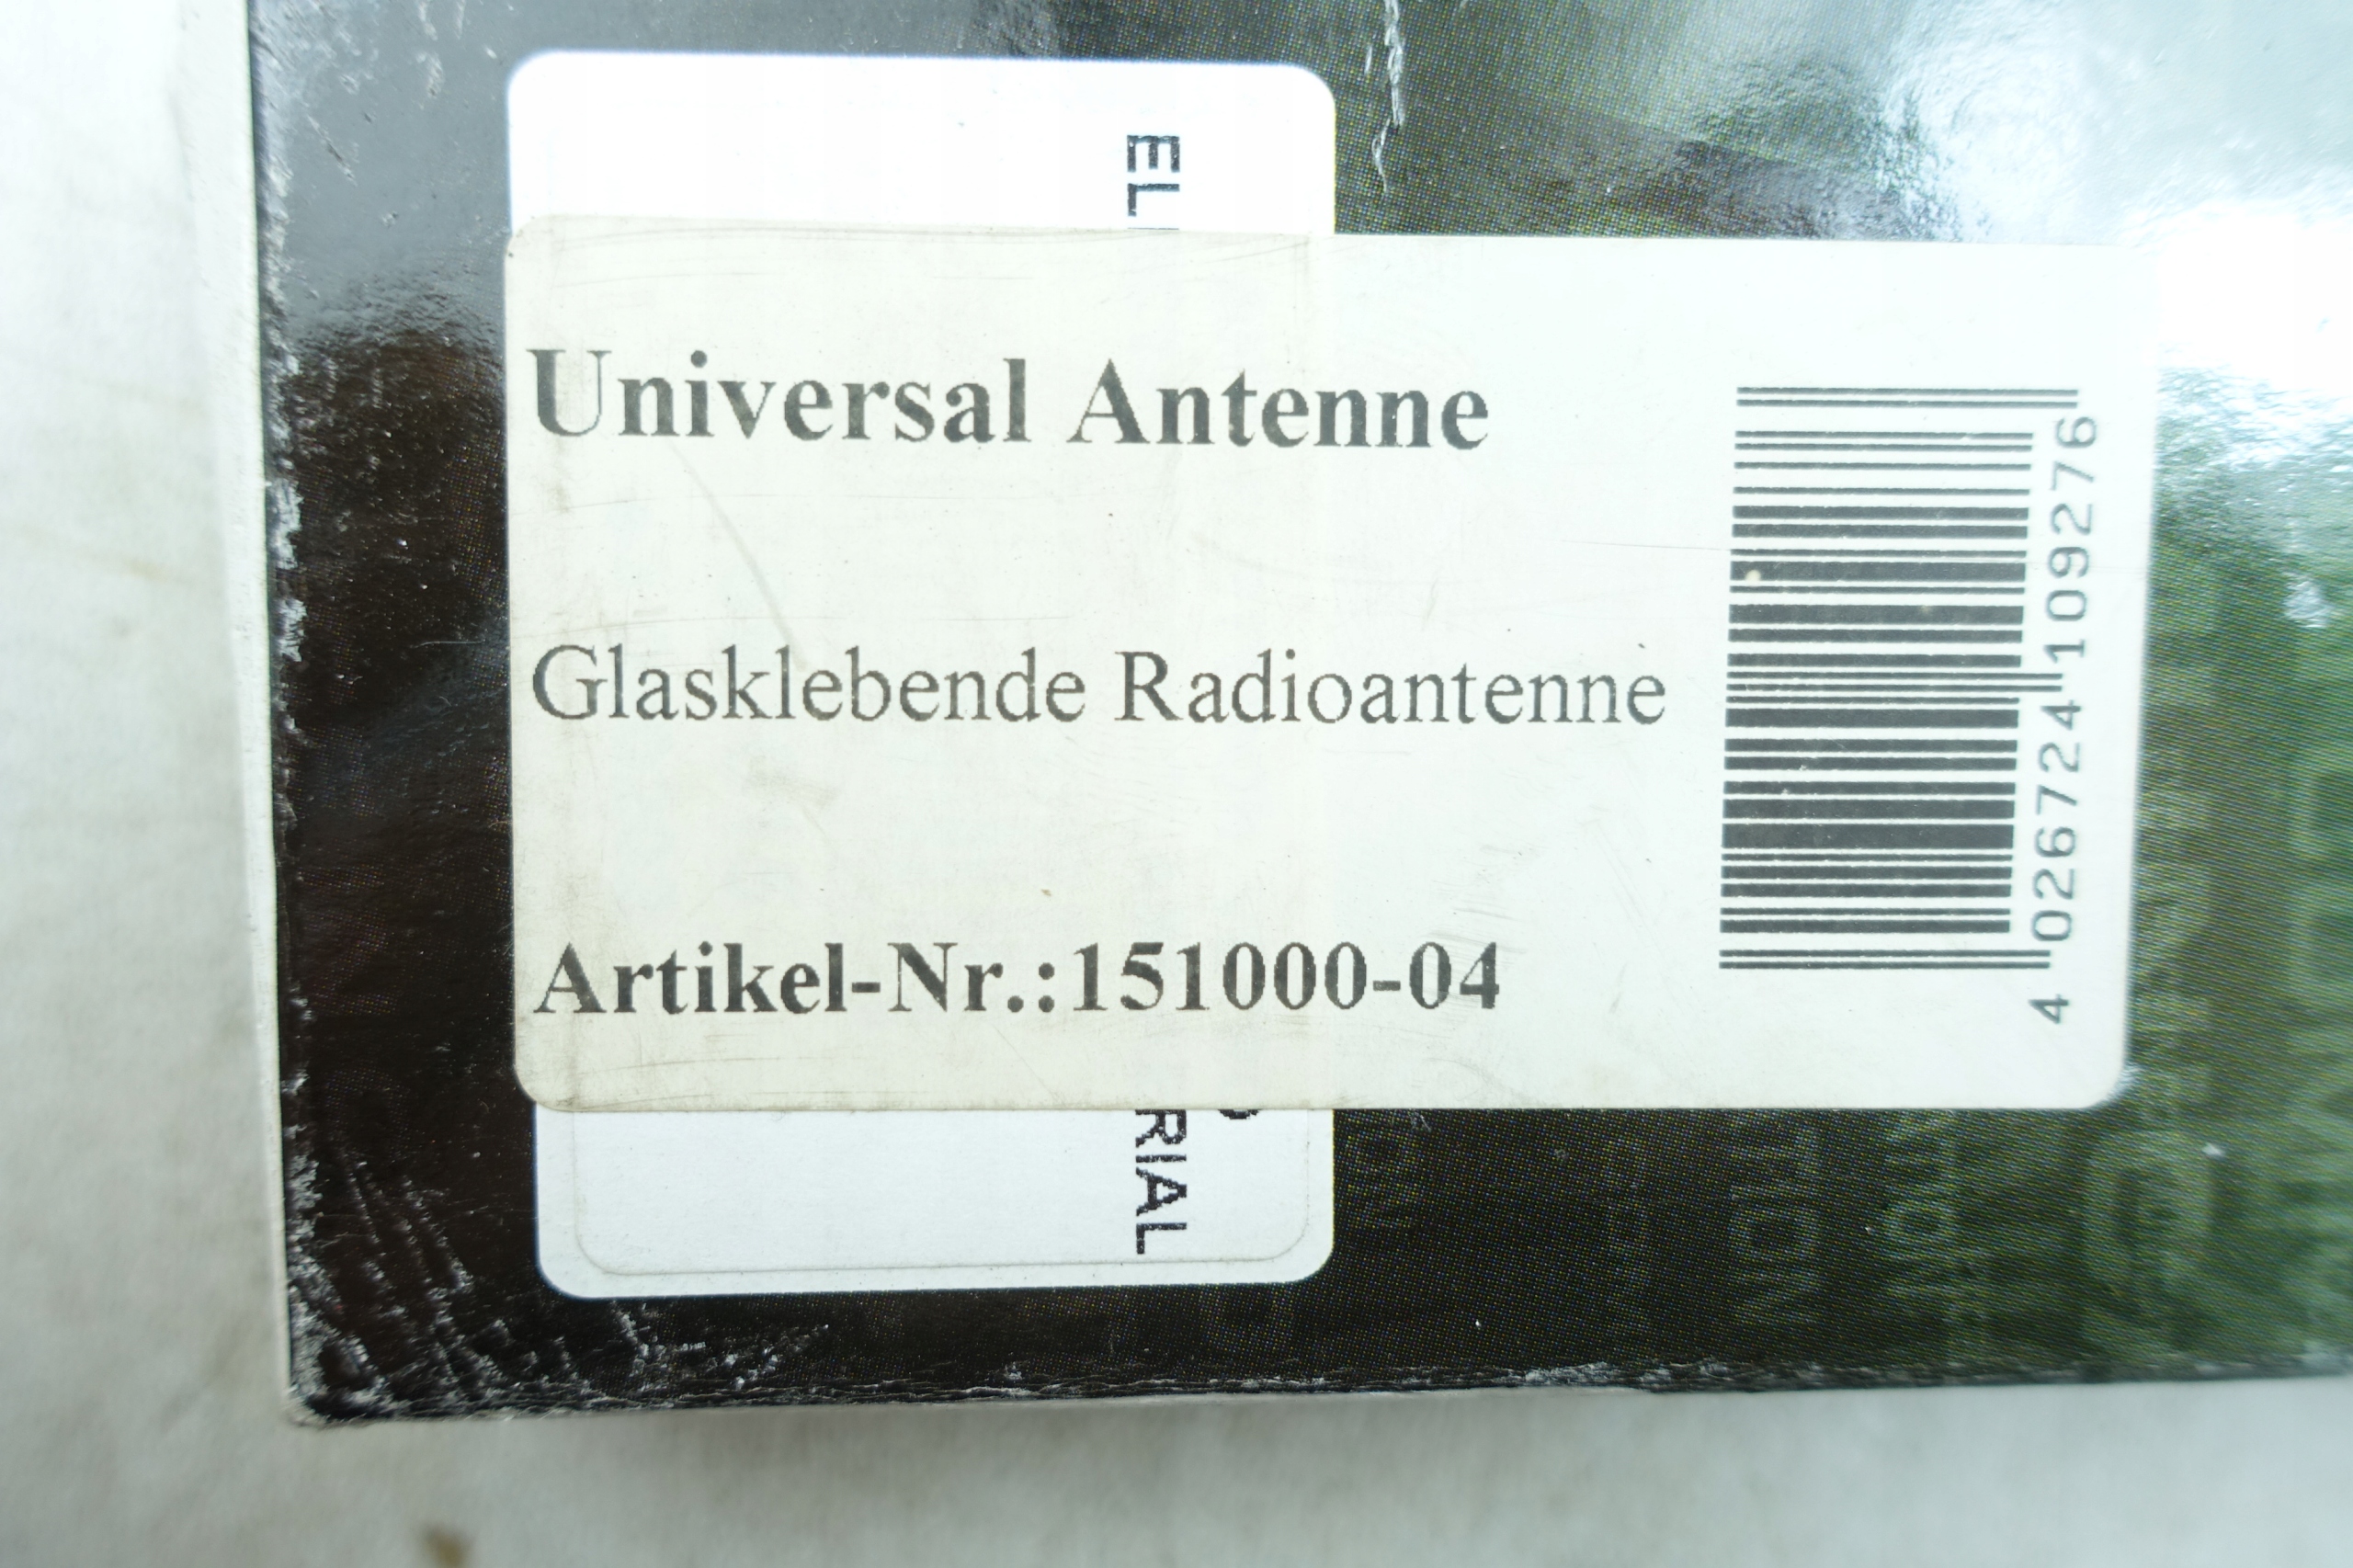 Universal Antenne
Glasklebende Radioantenne
Artikel-Nr.:151000-04
4 026724 109276
EL
RIAL